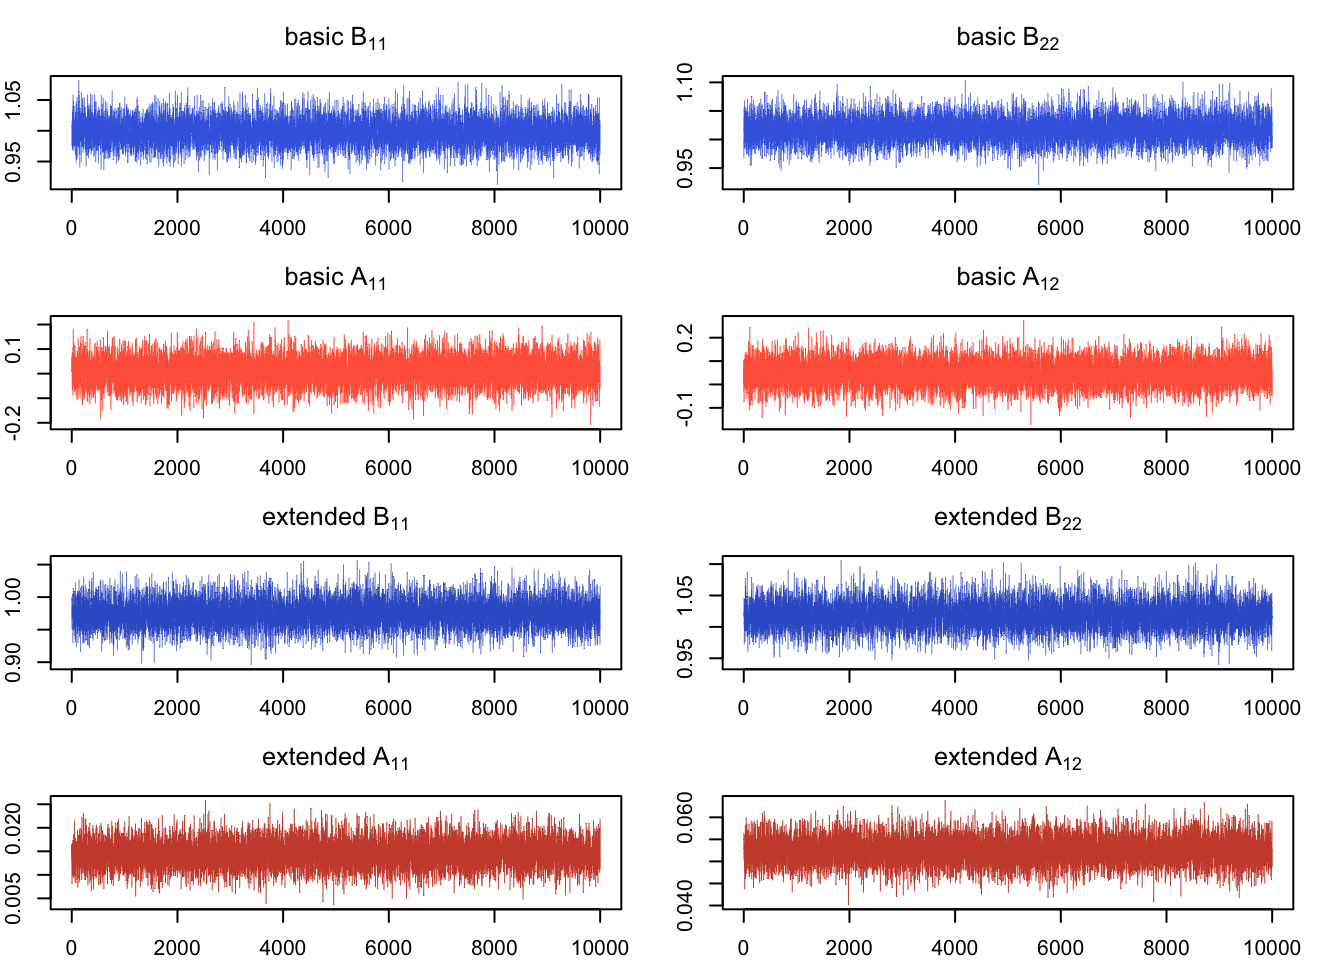 basic B11
basic B22
1.05
0.95
1.10
0.95
0 2000 4000 6000 8000 10000
0 2000 4000 6000 8000 10000
basic A11
basic A12
0.1
-0.2
0.2
-0.1
0 2000 4000 6000 8000 10000
0 2000 4000 6000 8000 10000
extended B11
extended B22
1.00
0.90
1.05
0.95
0 2000 4000 6000 8000 10000
0 2000 4000 6000 8000 10000
extended A11
extended A12
0.020
0.005
0.060
0.040
0 2000 4000 6000 8000 10000
0 2000 4000 6000 8000 10000